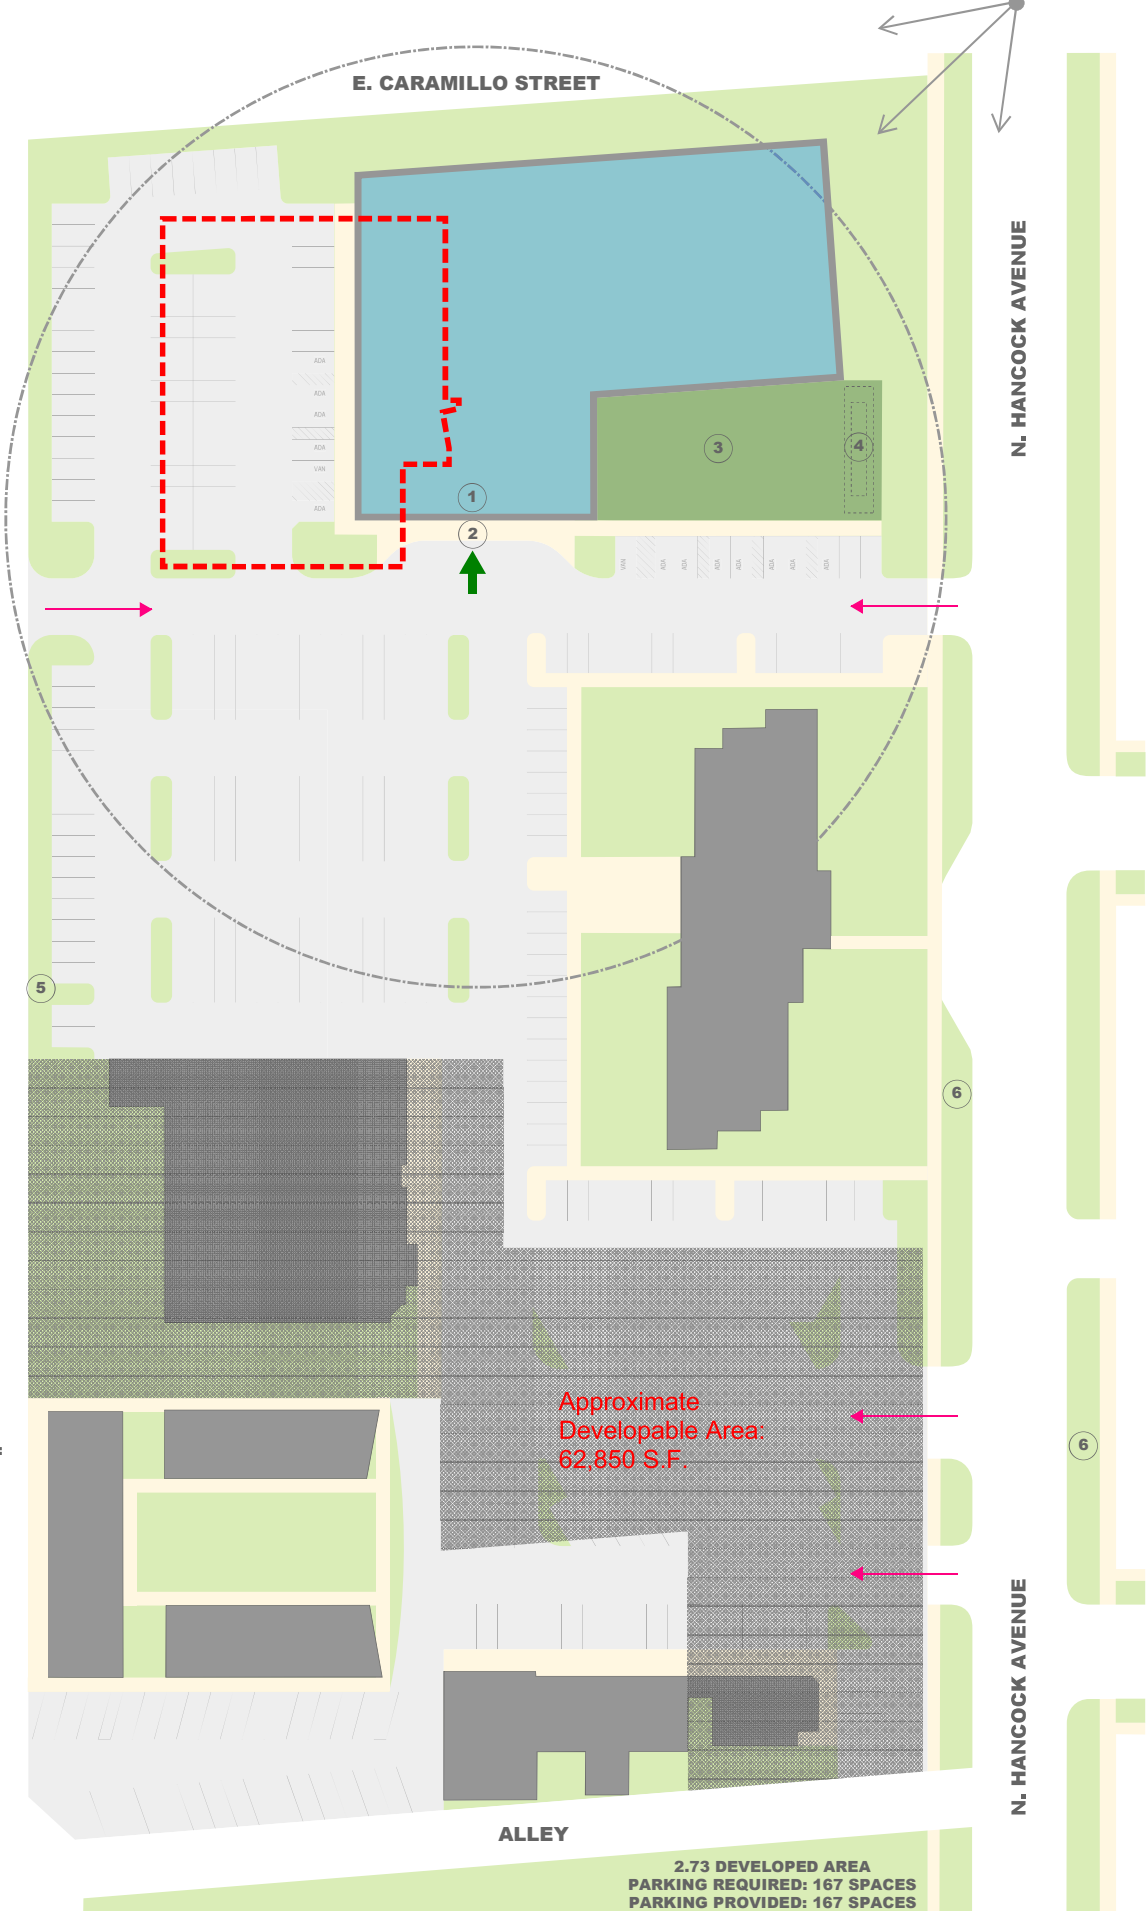 E. CARAMILLO STREET
N. HANCOCK AVENUE
ADA
ADA
ADA
ADA
VAN
ADA
3
4
1
2
VAN
ADA
ADA
ADA
ADA
ADA
ADA
ADA
5
6
Approximate
Developable Area:
62,850 S.F.
6
N. HANCOCK AVENUE
ALLEY
2.73 DEVELOPED AREA
PARKING REQUIRED: 167 SPACES
PARKING PROVIDED: 167 SPACES